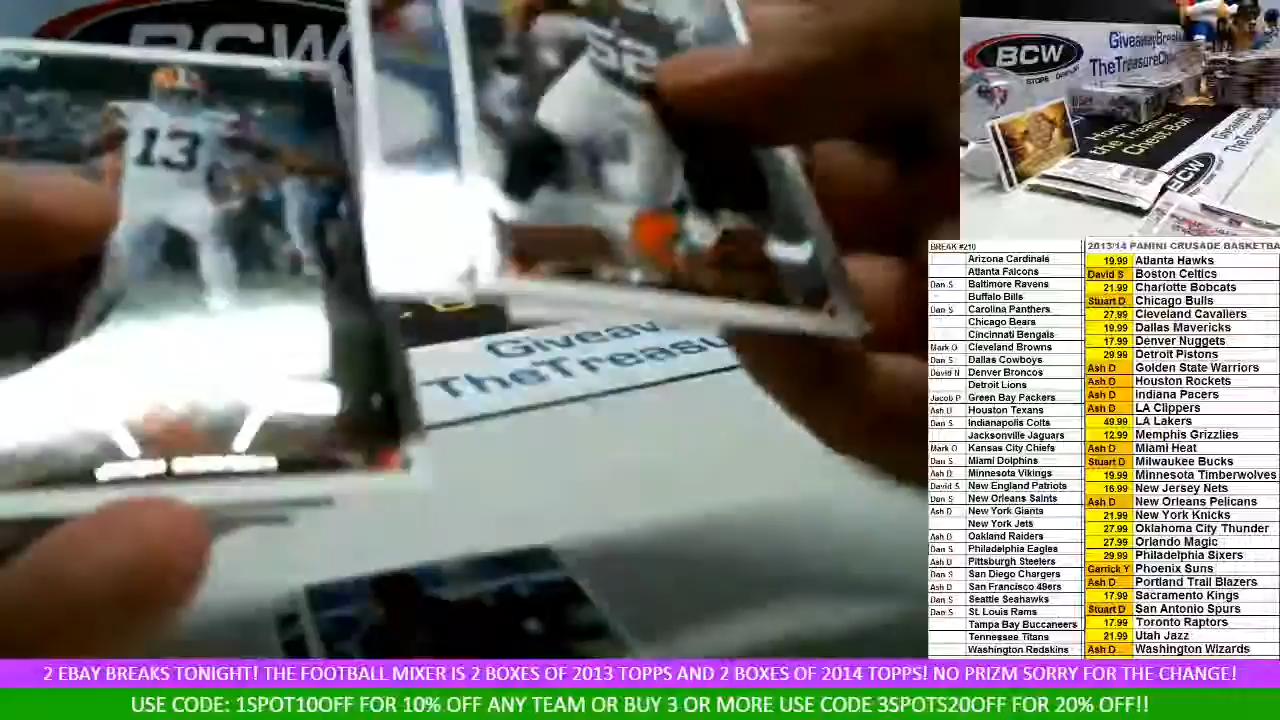 BCW
13
52
Giveaway
TheTreasu
BCW
GiveawayBreak
TheTreasureCh
the Treasure
Chest Box
BCW
BREAK #210
Arizona Cardinals
Atlanta Falcons
Dan S Baltimore Ravens
Buffalo Bills
Dan S Carolina Panthers
Chicago Bears
Cincinnati Bengals
Mark O Cleveland Browns
Dan S Dallas Cowboys
David N Denver Broncos
Detroit Lions
Jacob P Green Bay Packers
Ash D Houston Texans
Dan S Indianapolis Colts
Jacksonville Jaguars
Mark O Kansas City Chiefs
Dan S Miami Dolphins
Ash D Minnesota Vikings
David S New England Patriots
Dan S New Orleans Saints
Ash D New York Giants
New York Jets
Ash D Oakland Raiders
Dan S Philadelphia Eagles
Ash D Pittsburgh Steelers
Dan S San Diego Chargers
Ash D San Francisco 49ers
Dan S Seattle Seahawks
Dan S St. Louis Rams
Tampa Bay Buccaneers
Tennessee Titans
Washington Redskins
2013/14 PANINI CRUSADE BASKETBA
19.99 Atlanta Hawks
David S Boston Celtics
21.99 Charlotte Bobcats
Stuart D Chicago Bulls
27.99 Cleveland Cavaliers
19.99 Dallas Mavericks
17.99 Denver Nuggets
29.99 Detroit Pistons
Ash D Golden State Warriors
Ash D Houston Rockets
Ash D Indiana Pacers
Ash D LA Clippers
49.99 LA Lakers
12.99 Memphis Grizzlies
Ash D Miami Heat
Stuart D Milwaukee Bucks
19.99 Minnesota Timberwolves
16.99 New Jersey Nets
Ash D New Orleans Pelicans
21.99 New York Knicks
27.99 Oklahoma City Thunder
27.99 Orlando Magic
29.99 Philadelphia Sixers
Garrick Y Phoenix Suns
Ash D Portland Trail Blazers
17.99 Sacramento Kings
Stuart D San Antonio Spurs
17.99 Toronto Raptors
21.99 Utah Jazz
Ash D Washington Wizards
2 EBAY BREAKS TONIGHT! THE FOOTBALL MIXER IS 2 BOXES OF 2013 TOPPS AND 2 BOXES OF 2014 TOPPS! NO PRIZM SORRY FOR THE CHANGE!
USE CODE: 1SPOT10OFF FOR 10% OFF ANY TEAM OR BUY 3 OR MORE USE CODE 3SPOTS20OFF FOR 20% OFF!!